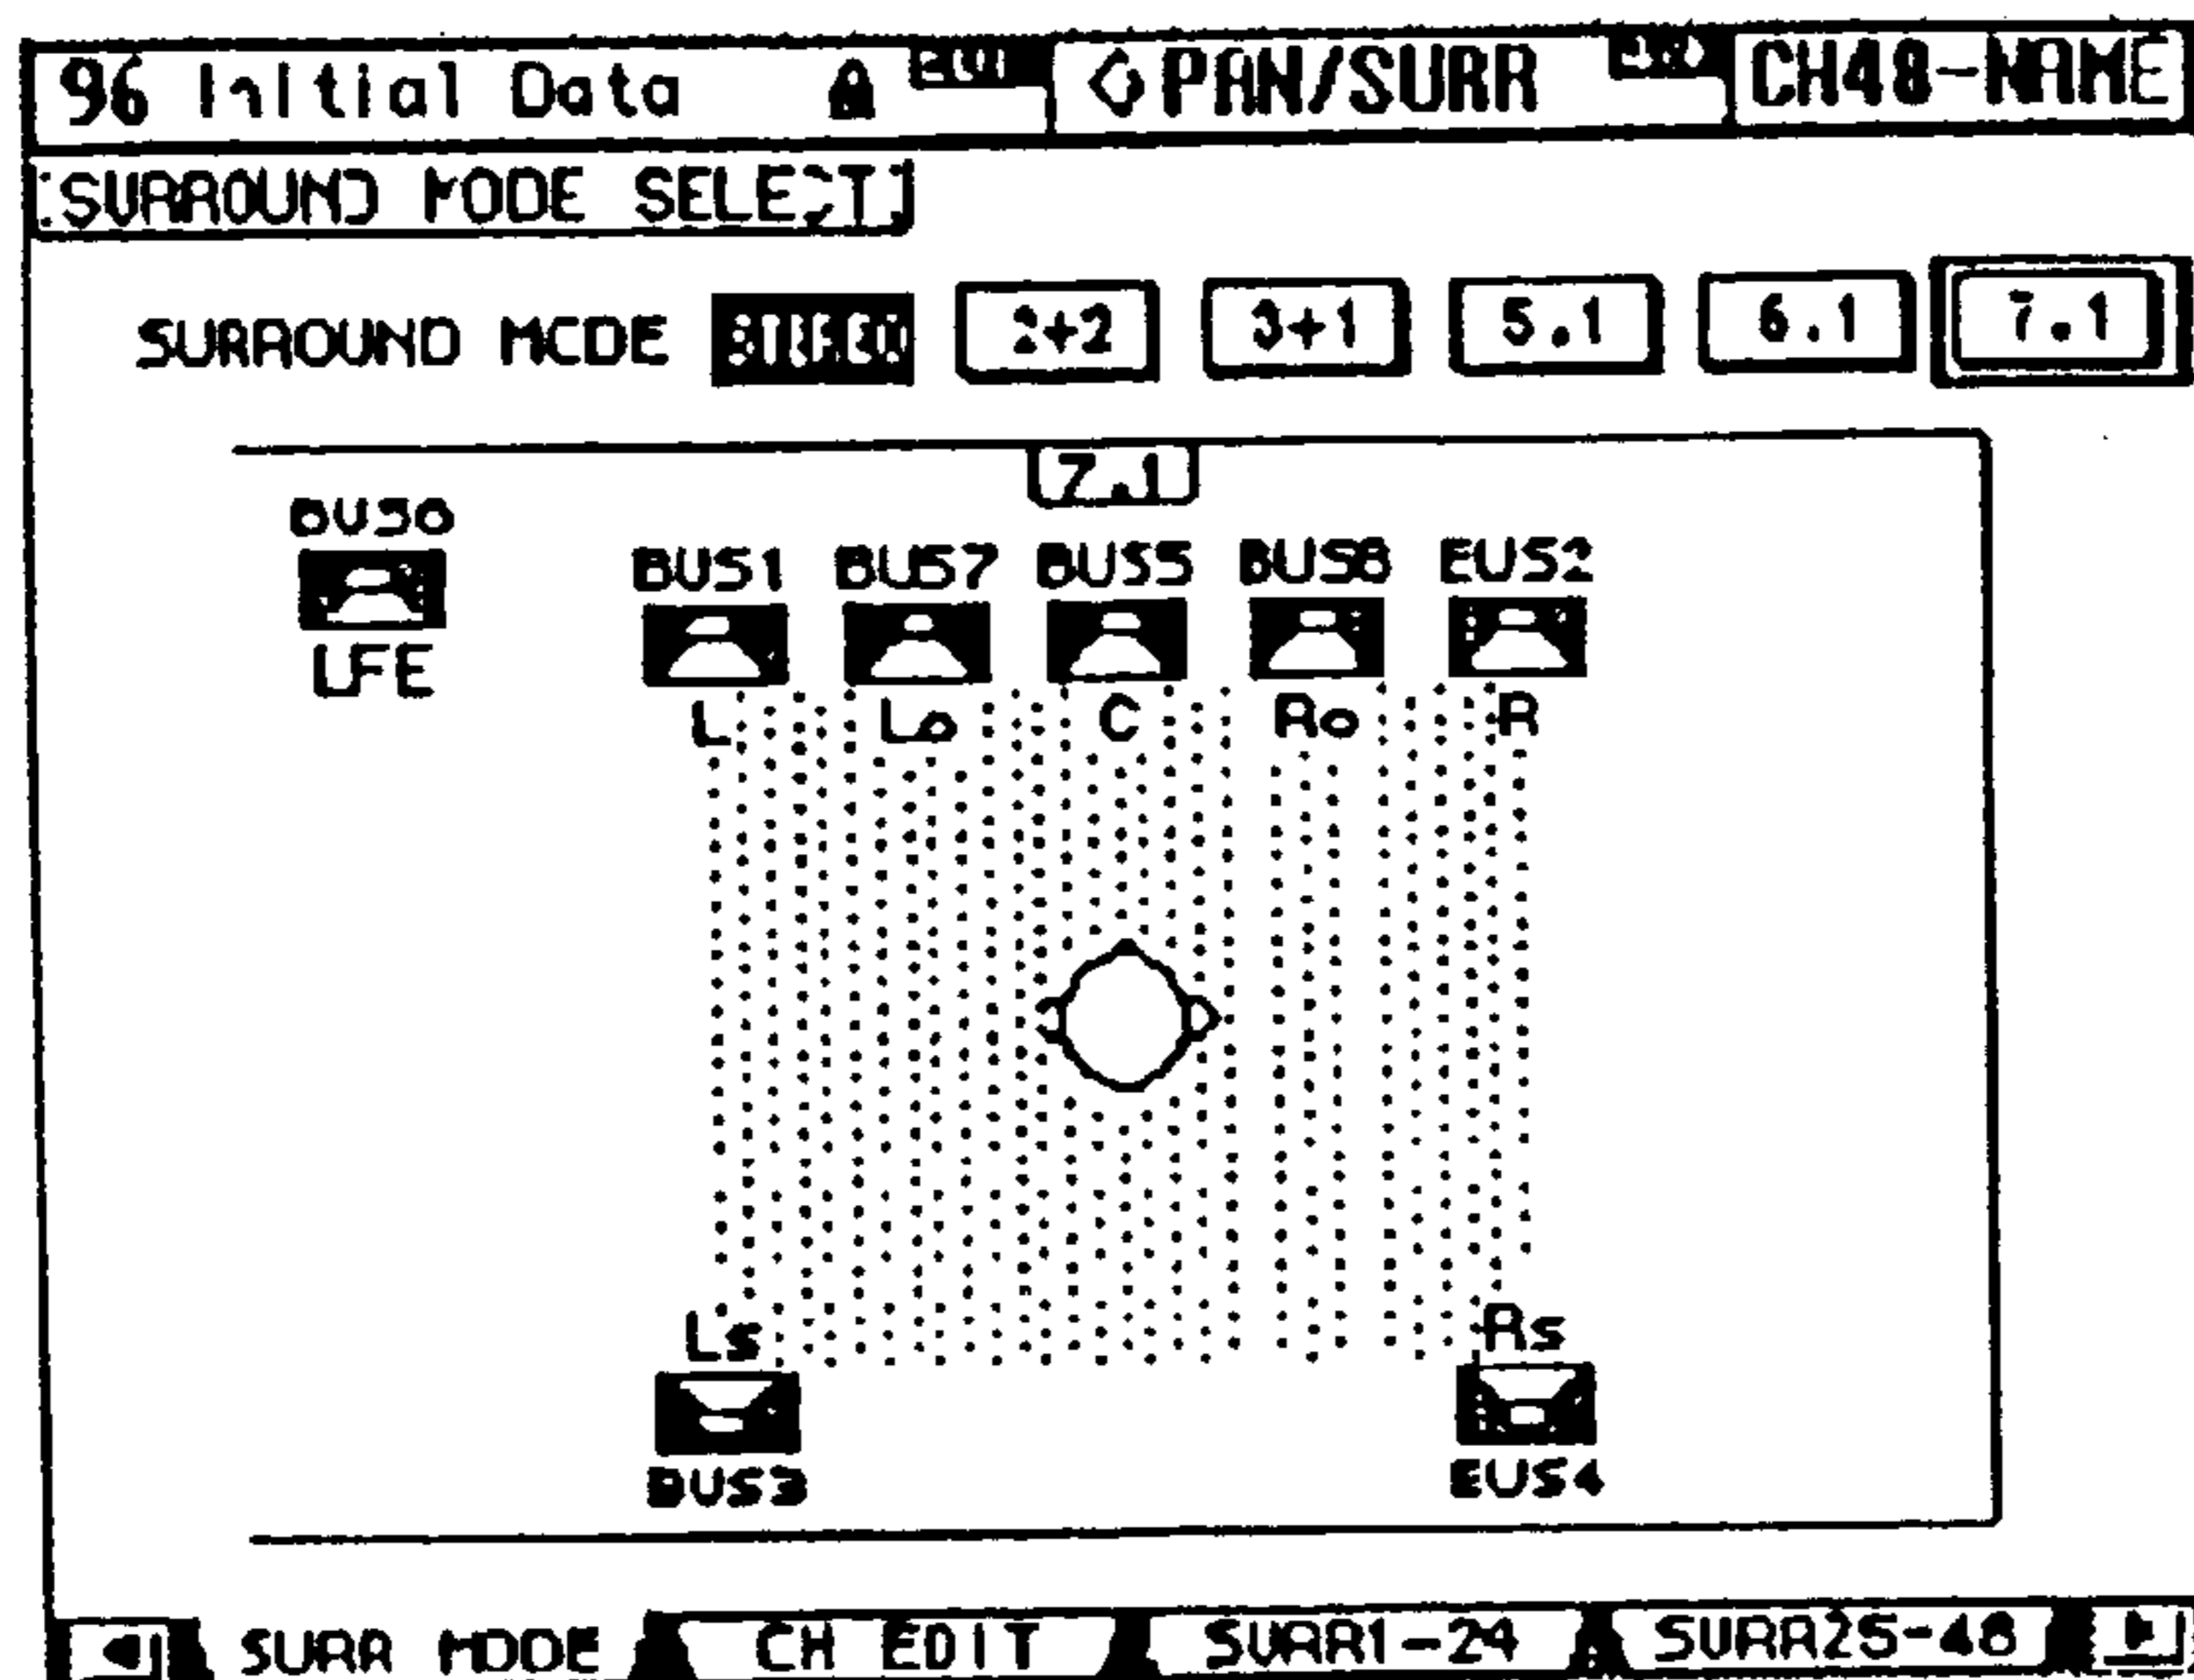 96 Initial Data PAN/SURR CH48-NAME
SURROUND MODE SELECT
SURROUND MODE STEREO 2+2 3+1 5.1 6.1 7.1
7.1
BUS6
BUS1 BUS7 BUS5 BUS8 BUS2
LFE
L Lo C Ro R
Ls Rs
BUS3 BUS4
SURR MODE CH EDIT SURR1-24 SURR25-48